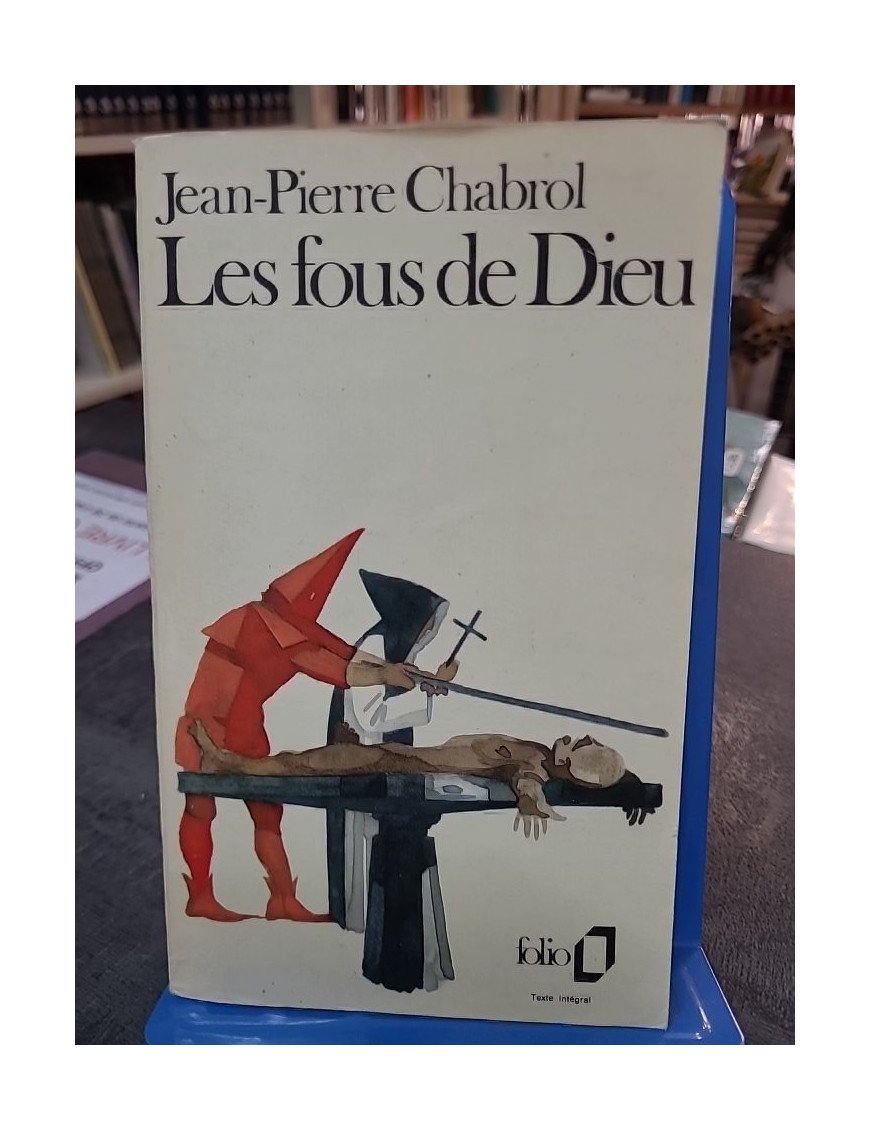 Jean-Pierre Chabrol
Les fous de Dieu
folio
Texte intégral